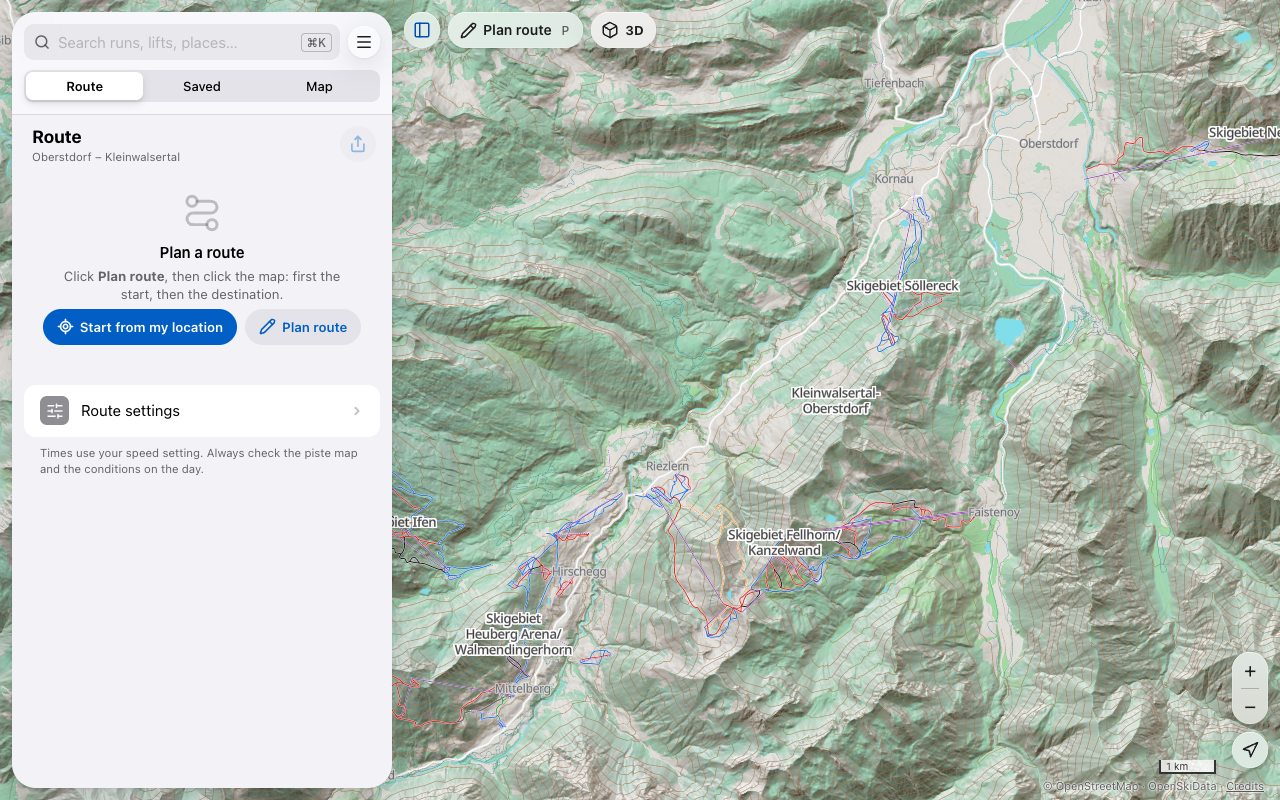 Search runs, lifts, places...
⌘K
Plan route P
3D
Route
Saved
Map
Route
Oberstdorf – Kleinwalsertal
Plan a route
Click Plan route, then click the map: first the
start, then the destination.
Start from my location
Plan route
Route settings
Times use your speed setting. Always check the piste map
and the conditions on the day.
Tiefenbach
Skigebiet Ne
Oberstdorf
Kornau
Skigebiet Söllereck
Kleinwalsertal-
Oberstdorf
Riezlern
Faistenoy
iet Ifen
Skigebiet Fellhorn/
Kanzelwand
Hirschegg
Skigebiet
Heuberg Arena/
Walmendingerhorn
Mittelberg
+
−
1 km
© OpenStreetMap · OpenSkiData · Credits